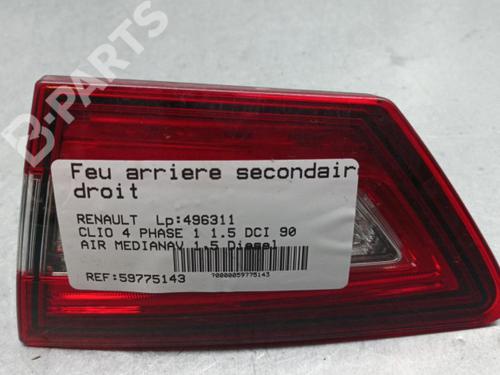 B-PARTS
Feu arriere secondair
droit
RENAULT Lp:496311
CLIO 4 PHASE 1 1.5 DCI 90
AIR MEDIANAV 1.5 Diesel
REF:59775143
70000059775143